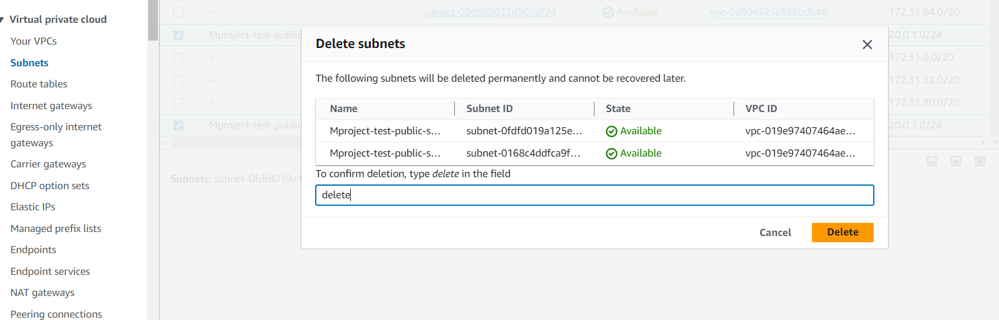 Virtual private cloud
Your VPCs
Subnets
Route tables
Internet gateways
Egress-only internet
gateways
Carrier gateways
DHCP option sets
Elastic IPs
Managed prefix lists
Endpoints
Endpoint services
NAT gateways
Peering connections
– subnet-09d699032d307df74 Available vpc-0a904523c636bdb48 172.31.64.0/20
Mproject-test-public 20.0.1.0/24
– 172.31.0.0/20
– 172.31.32.0/20
– 172.31.80.0/20
Mproject-test-public 20.0.3.0/24
Subnets: subnet-0fdfd019a1
Delete subnets
The following subnets will be deleted permanently and cannot be recovered later.
Name Subnet ID State VPC ID
Mproject-test-public-s... subnet-0fdfd019a125e... Available vpc-019e97407464ae...
Mproject-test-public-s... subnet-0168c4ddfca9f... Available vpc-019e97407464ae...
To confirm deletion, type delete in the field
delete
Cancel Delete